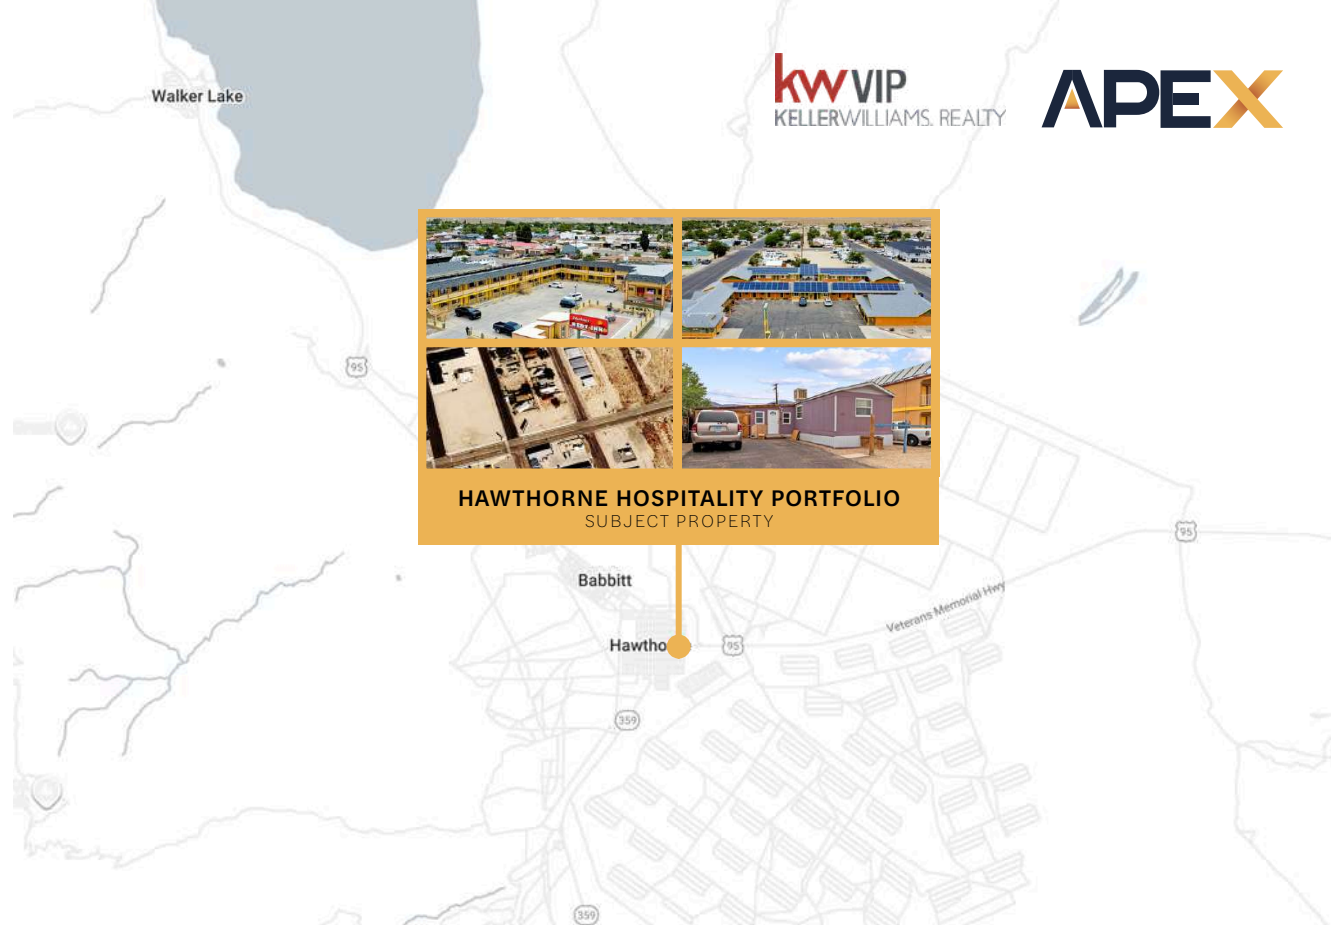 Walker Lake
kw VIP
KELLERWILLIAMS. REALTY
APEX
95
HAWTHORNE HOSPITALITY PORTFOLIO
SUBJECT PROPERTY
95
Babbitt
Veterans Memorial Hwy
Hawtho
95
359
359